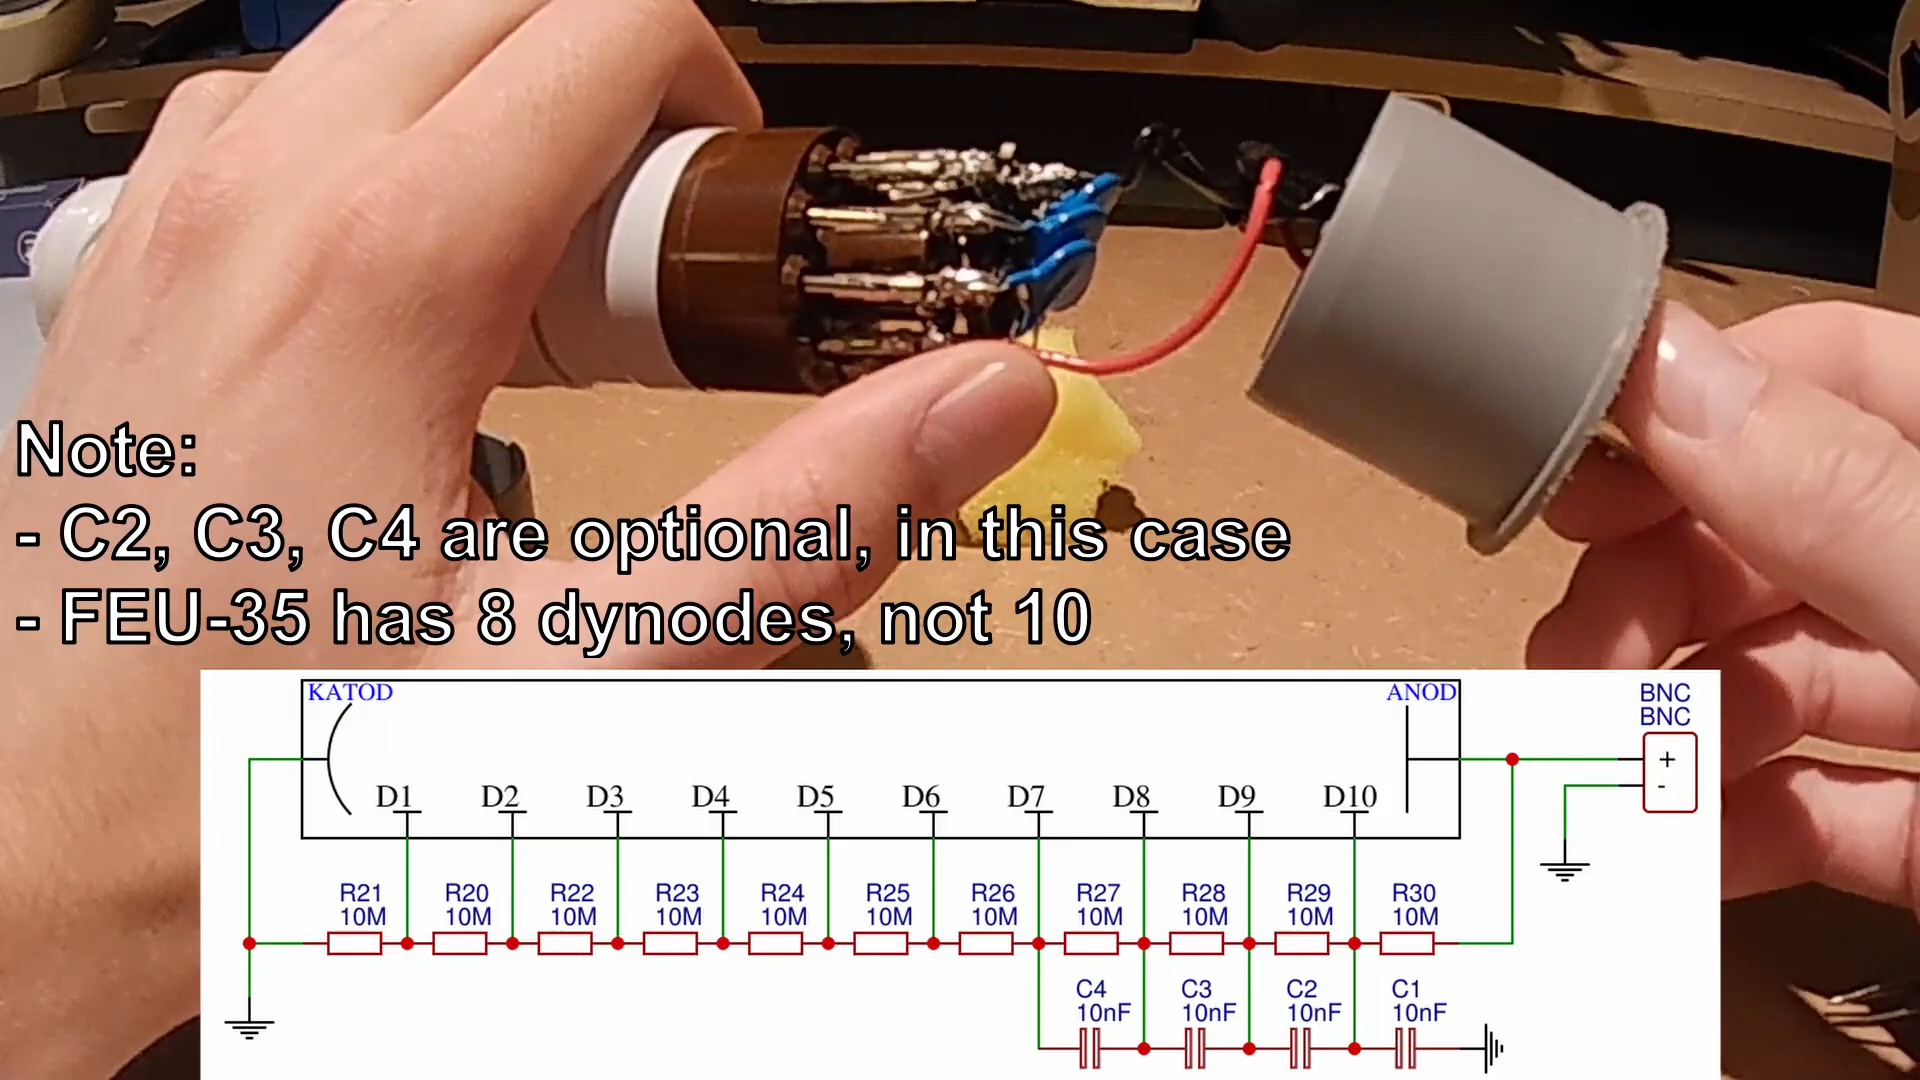 Note:
- C2, C3, C4 are optional, in this case
- FEU-35 has 8 dynodes, not 10
KATOD ANOD
BNC
BNC
+
-
D1 D2 D3 D4 D5 D6 D7 D8 D9 D10
R21 R20 R22 R23 R24 R25 R26 R27 R28 R29 R30
10M 10M 10M 10M 10M 10M 10M 10M 10M 10M 10M
C4 C3 C2 C1
10nF 10nF 10nF 10nF